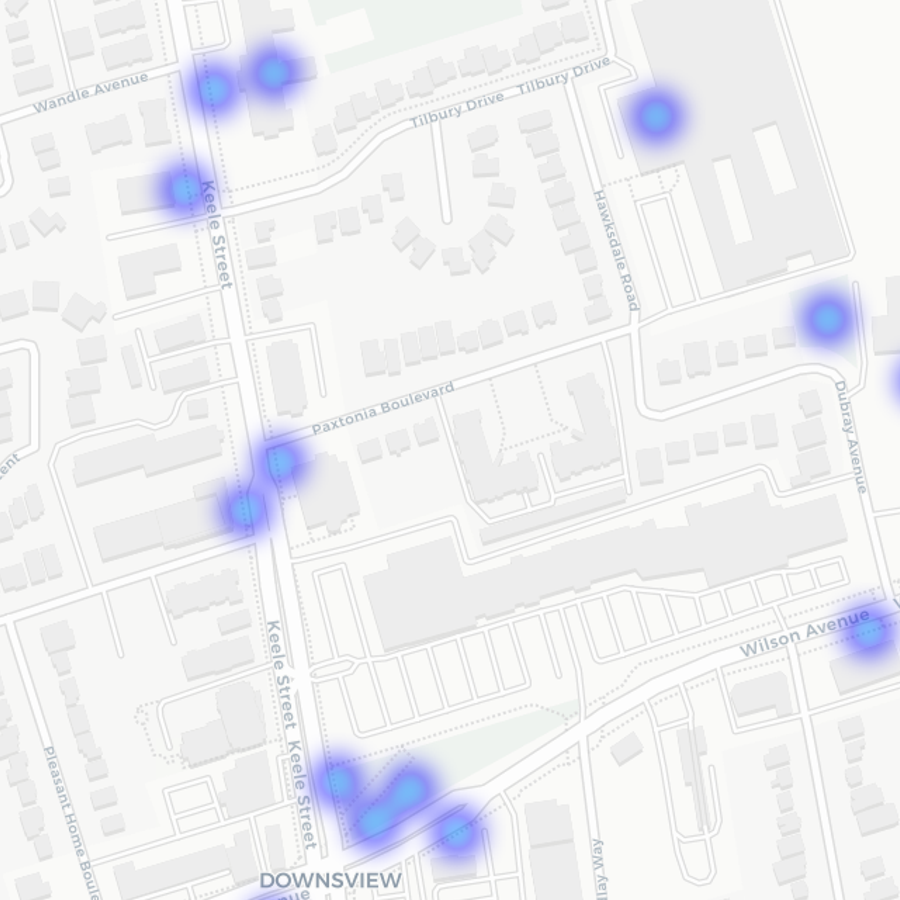 Wandle Avenue
Tilbury Drive
Tilbury Drive
Keele Street
Hawksdale Road
Paxtonia Boulevard
Dubray Avenue
Wilson Avenue
Keele Street
Keele Street
Pleasant Home Boule
DOWNSVIEW